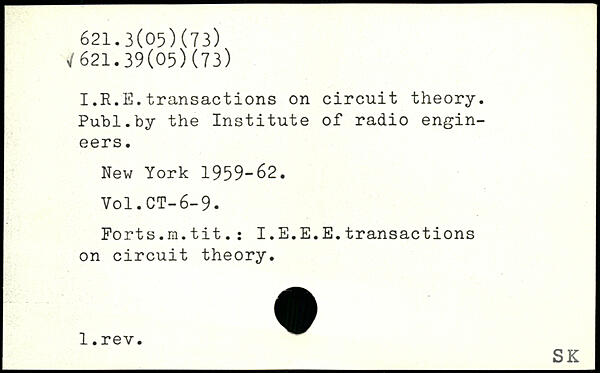 621.3(05)(73)
√621.39(05)(73)
I.R.E.transactions on circuit theory.
Publ.by the Institute of radio engin-
eers.
New York 1959-62.
Vol.CT-6-9.
Forts.m.tit.: I.E.E.E.transactions
on circuit theory.
1.rev.
SK